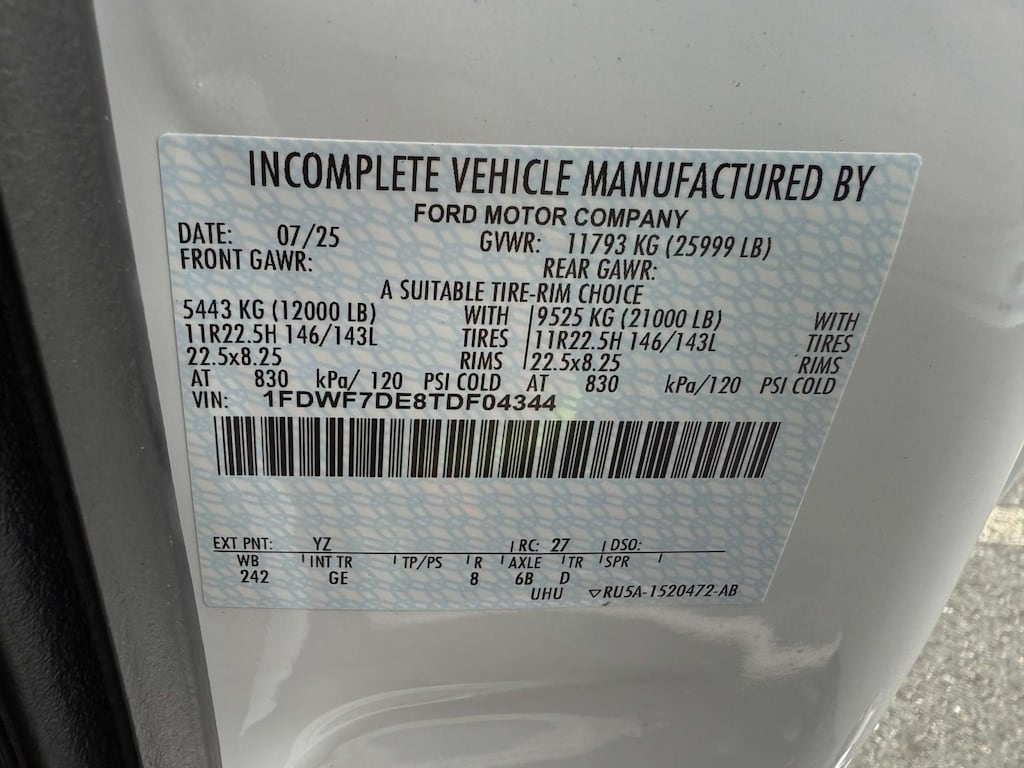 INCOMPLETE VEHICLE MANUFACTURED BY
FORD MOTOR COMPANY
DATE: 07/25 GVWR: 11793 KG (25999 LB)
FRONT GAWR: REAR GAWR:
A SUITABLE TIRE-RIM CHOICE
5443 KG (12000 LB) WITH 9525 KG (21000 LB) WITH
11R22.5H 146/143L TIRES 11R22.5H 146/143L TIRES
22.5x8.25 RIMS 22.5x8.25 RIMS
AT 830 kPa/ 120 PSI COLD AT 830 kPa/120 PSI COLD
VIN: 1FDWF7DE8TDF04344
EXT PNT: YZ RC: 27 DSO:
WB INT TR TP/PS R AXLE TR SPR
242 GE 8 6B D
UHU ▽RU5A-1520472-AB